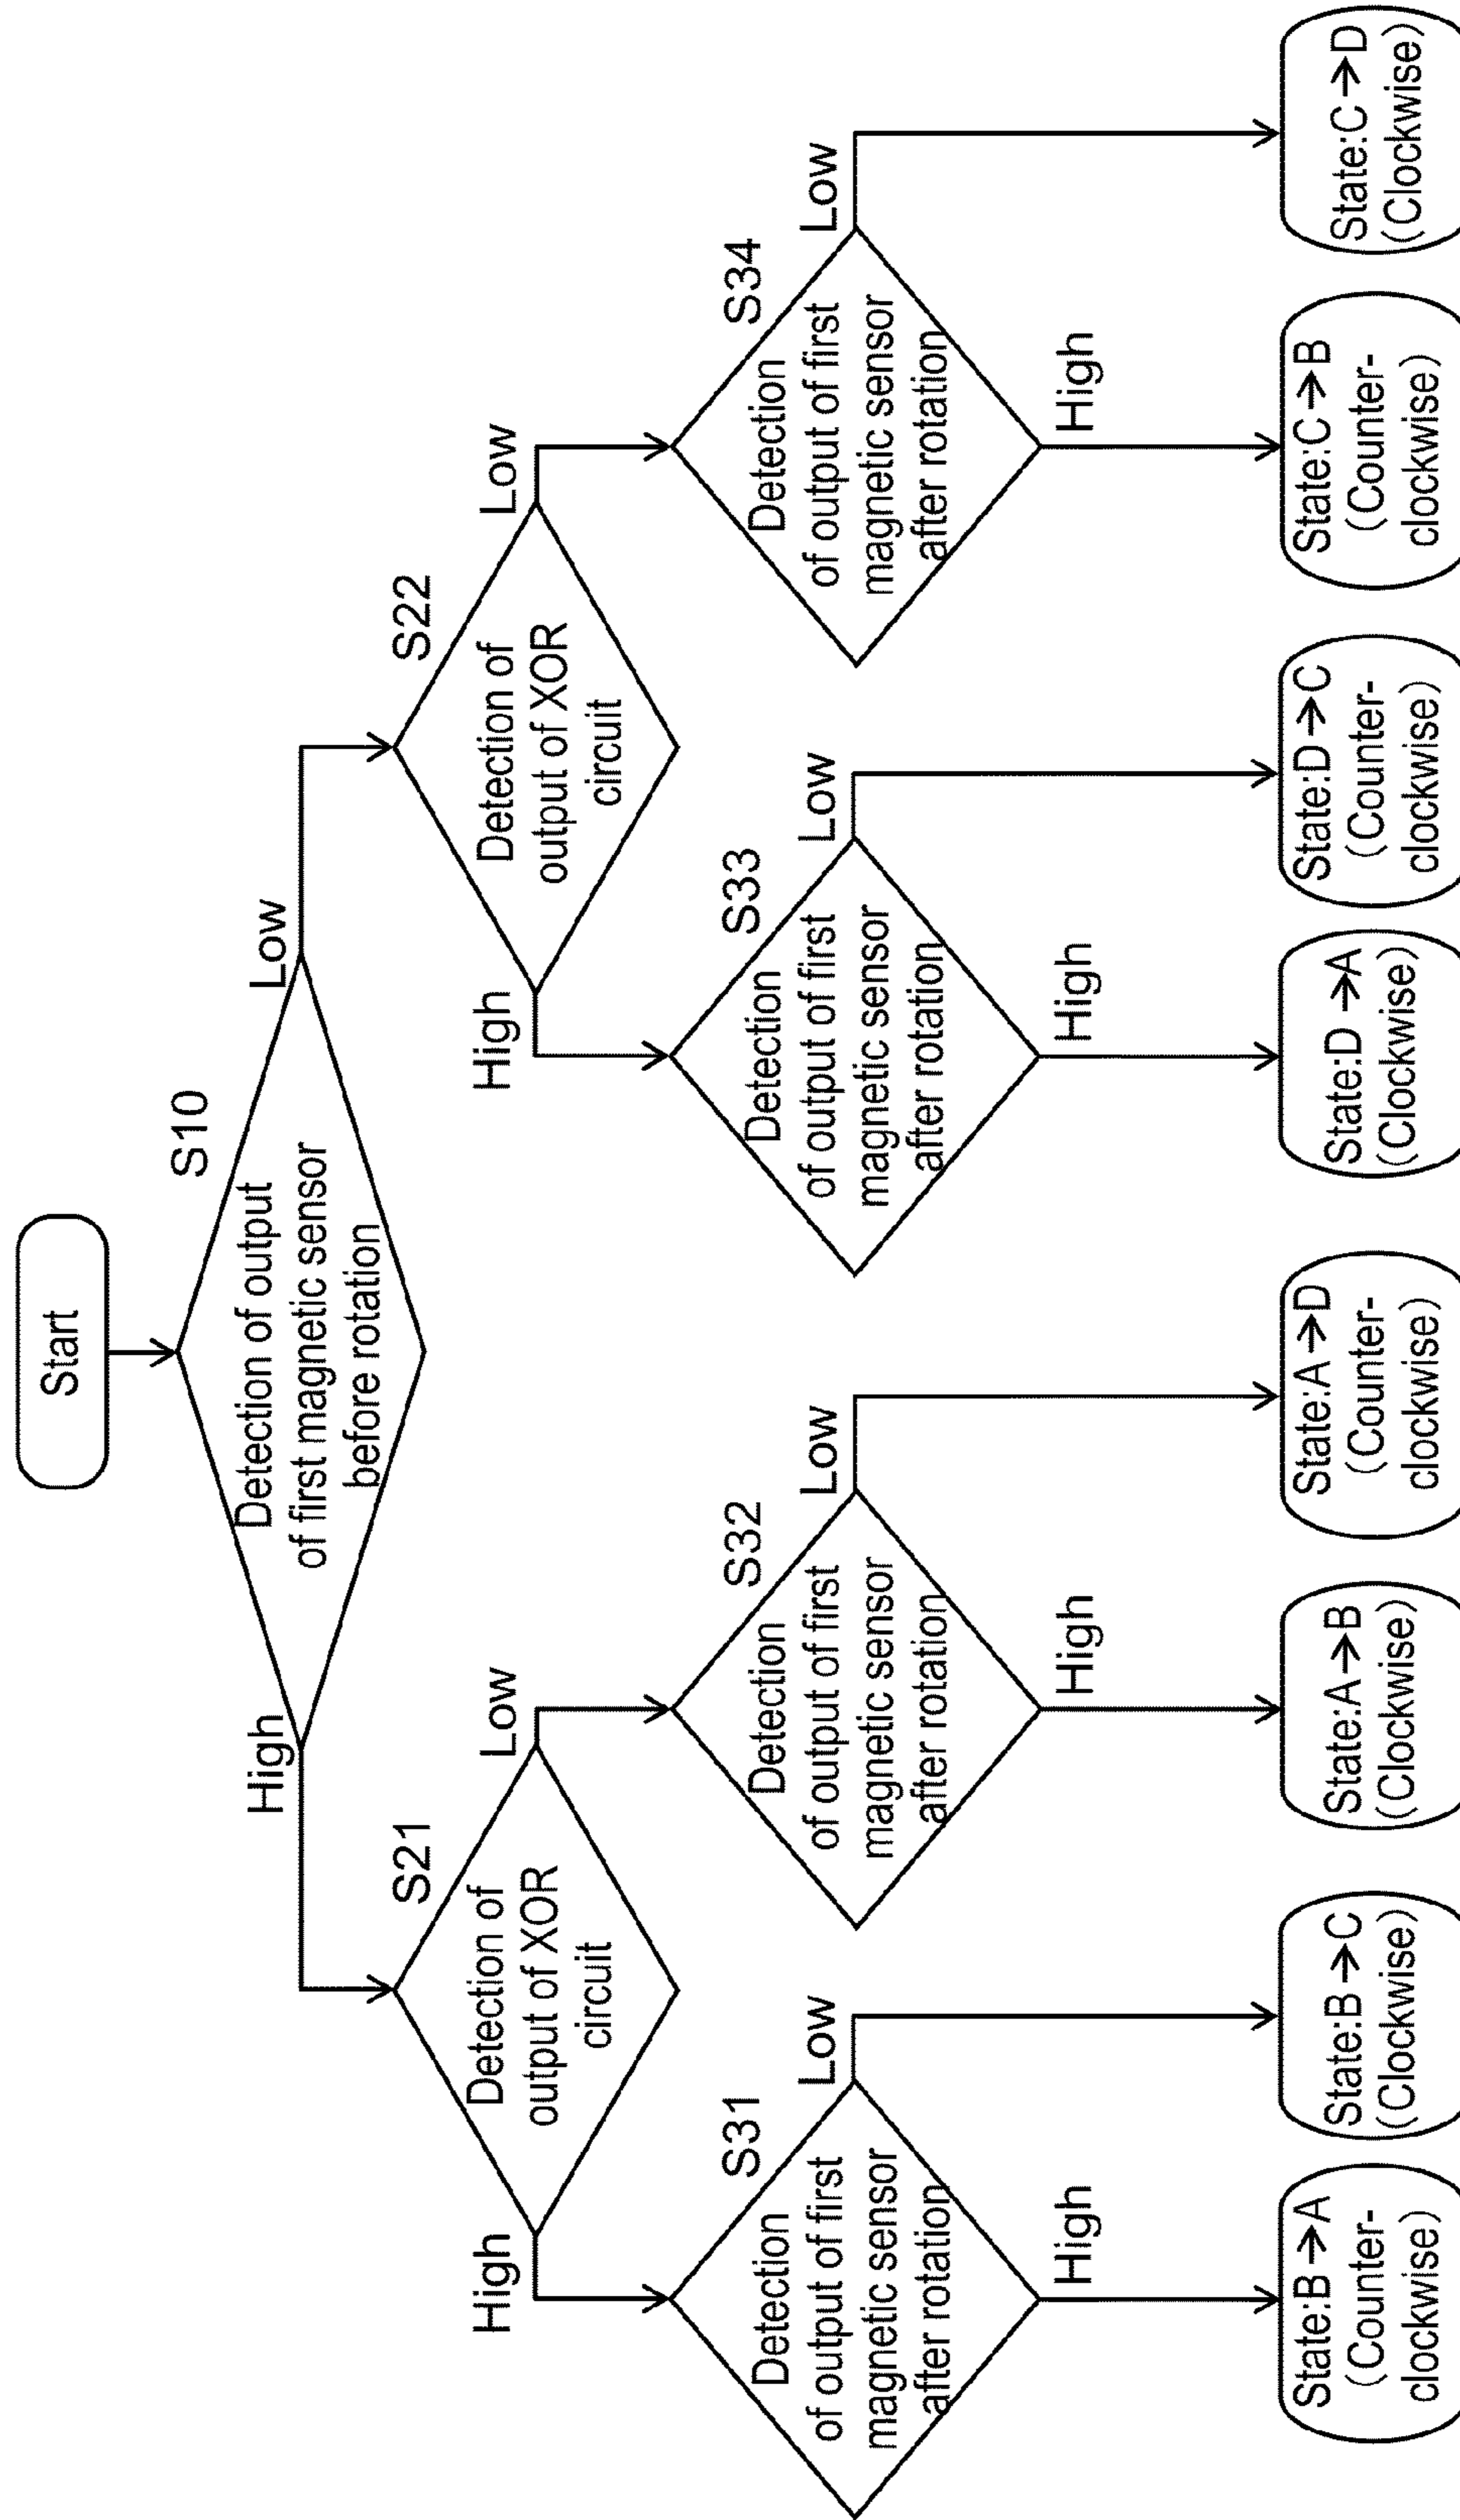 Start
S10
Detection of output
of first magnetic sensor
before rotation
High
Low
S21
Detection of
output of XOR
circuit
High
Low
S22
Detection of
output of XOR
circuit
High
Low
S31
Detection
of output of first
magnetic sensor
after rotation
High
Low
S32
Detection
of output of first
magnetic sensor
after rotation
High
Low
S33
Detection
of output of first
magnetic sensor
after rotation
High
Low
S34
Detection
of output of first
magnetic sensor
after rotation
High
Low
State:B→A
(Counter-
clockwise)
State:B→C
(Clockwise)
State:A→B
(Clockwise)
State:A→D
(Counter-
clockwise)
State:D→A
(Clockwise)
State:D→C
(Counter-
clockwise)
State:C→B
(Counter-
clockwise)
State:C→D
(Clockwise)